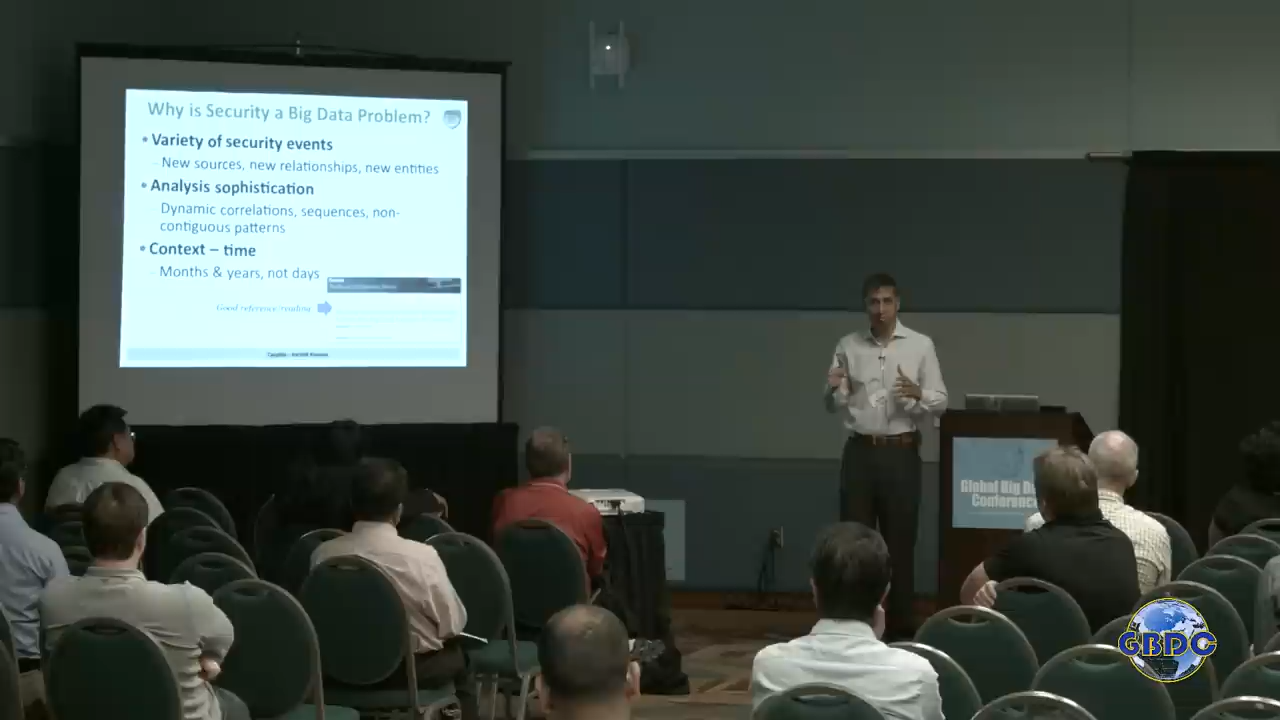 Why is Security a Big Data Problem?
• Variety of security events
– New sources, new relationships, new entities
• Analysis sophistication
– Dynamic correlations, sequences, non-
contiguous patterns
• Context – time
– Months & years, not days
Good reference reading
Global Big Da
Conference
GBDC